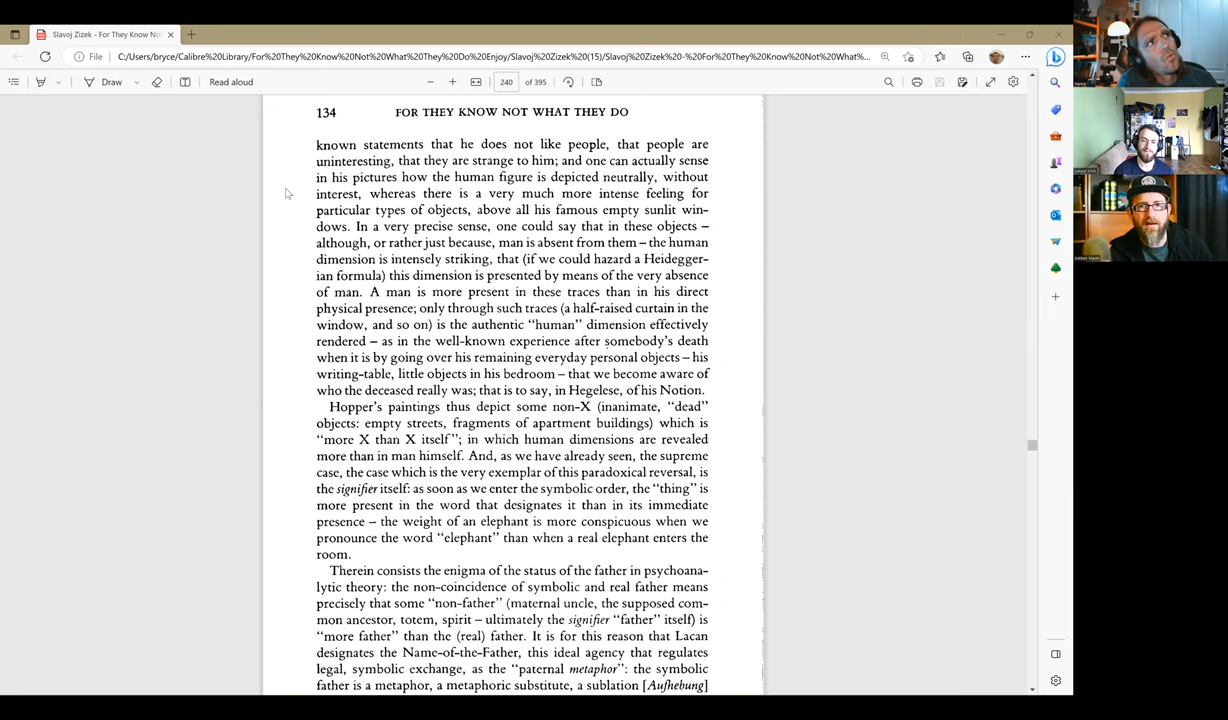 Slavoj Zizek - For They Know Not
File
C:/Users/bryce/Calibre%20Library/For%20They%20Know%20Not%20What%20They%20Do%20Enjoy/Slavoj%20Zizek%20(15)/Slavoj%20Zizek%20-%20For%20They%20Know%20Not%20What%20They%20...
Draw
Read aloud
240 of 395
134 FOR THEY KNOW NOT WHAT THEY DO
known statements that he does not like people, that people are
uninteresting, that they are strange to him; and one can actually sense
in his pictures how the human figure is depicted neutrally, without
interest, whereas there is a very much more intense feeling for
particular types of objects, above all his famous empty sunlit win-
dows. In a very precise sense, one could say that in these objects –
although, or rather just because, man is absent from them – the human
dimension is intensely striking, that (if we could hazard a Heidegger-
ian formula) this dimension is presented by means of the very absence
of man. A man is more present in these traces than in his direct
physical presence; only through such traces (a half-raised curtain in the
window, and so on) is the authentic “human” dimension effectively
rendered – as in the well-known experience after somebody’s death
when it is by going over his remaining everyday personal objects – his
writing-table, little objects in his bedroom – that we become aware of
who the deceased really was; that is to say, in Hegelese, of his Notion.
Hopper’s paintings thus depict some non-X (inanimate, “dead”
objects: empty streets, fragments of apartment buildings) which is
“more X than X itself”; in which human dimensions are revealed
more than in man himself. And, as we have already seen, the supreme
case, the case which is the very exemplar of this paradoxical reversal, is
the signifier itself: as soon as we enter the symbolic order, the “thing” is
more present in the word that designates it than in its immediate
presence – the weight of an elephant is more conspicuous when we
pronounce the word “elephant” than when a real elephant enters the
room.
Therein consists the enigma of the status of the father in psychoana-
lytic theory: the non-coincidence of symbolic and real father means
precisely that some “non-father” (maternal uncle, the supposed com-
mon ancestor, totem, spirit – ultimately the signifier “father” itself) is
“more father” than the (real) father. It is for this reason that Lacan
designates the Name-of-the-Father, this ideal agency that regulates
legal, symbolic exchange, as the “paternal metaphor”: the symbolic
father is a metaphor, a metaphoric substitute, a sublation [Aufhebung]